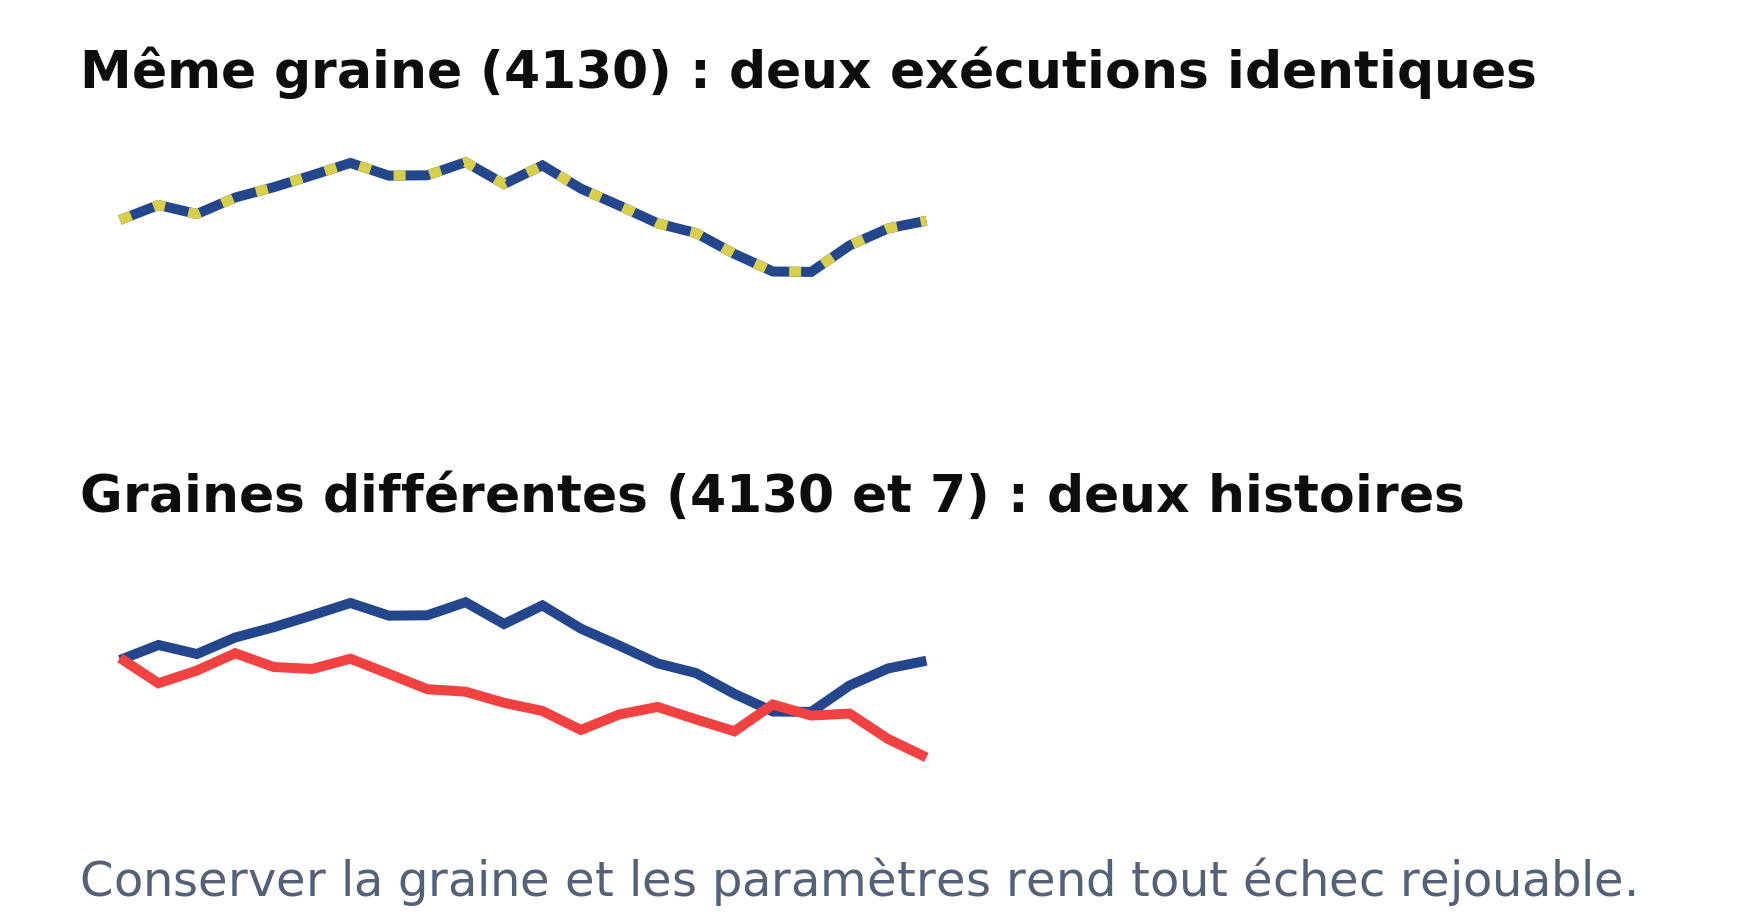 Même graine (4130) : deux exécutions identiques
Graines différentes (4130 et 7) : deux histoires
Conserver la graine et les paramètres rend tout échec rejouable.